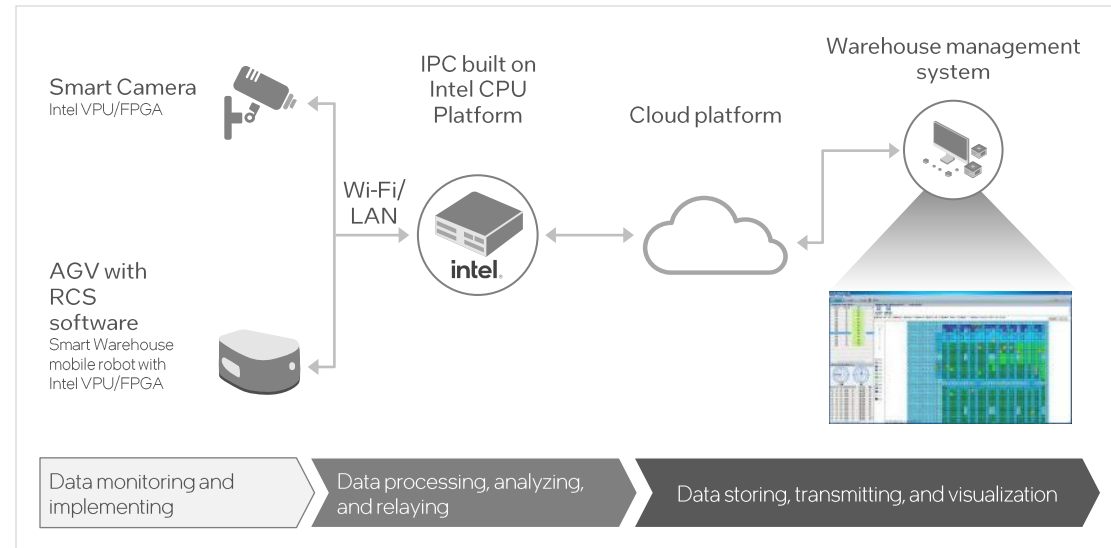 Smart Camera
Intel VPU/FPGA
AGV with
RCS
software
Smart Warehouse
mobile robot with
Intel VPU/FPGA
Wi-Fi/
LAN
IPC built on
Intel CPU
Platform
intel.
Cloud platform
Warehouse management
system
Data monitoring and
implementing
Data processing, analyzing,
and relaying
Data storing, transmitting, and visualization